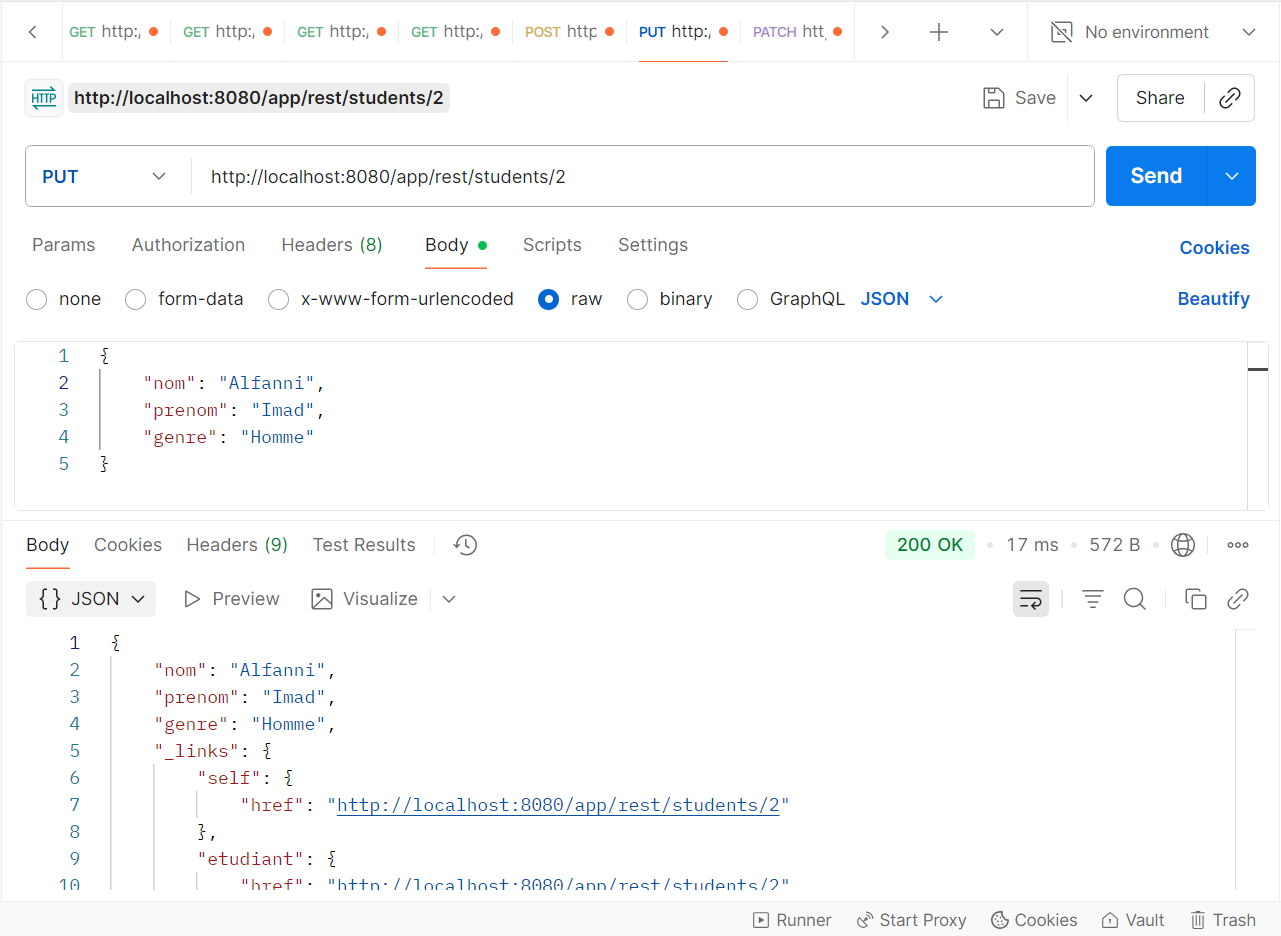 GET http:/ GET http:/ GET http:/ GET http:/ POST http PUT http:/ PATCH htt No environment
HTTP http://localhost:8080/app/rest/students/2 Save Share
PUT http://localhost:8080/app/rest/students/2 Send
Params Authorization Headers (8) Body Scripts Settings Cookies
none form-data x-www-form-urlencoded raw binary GraphQL JSON Beautify
1 {
2 "nom": "Alfanni",
3 "prenom": "Imad",
4 "genre": "Homme"
5 }
Body Cookies Headers (9) Test Results 200 OK 17 ms 572 B
{} JSON Preview Visualize
1 {
2 "nom": "Alfanni",
3 "prenom": "Imad",
4 "genre": "Homme",
5 "_links": {
6 "self": {
7 "href": "http://localhost:8080/app/rest/students/2"
8 },
9 "etudiant": {
10 "href": "http://localhost:8080/app/rest/students/2"
Runner Start Proxy Cookies Vault Trash